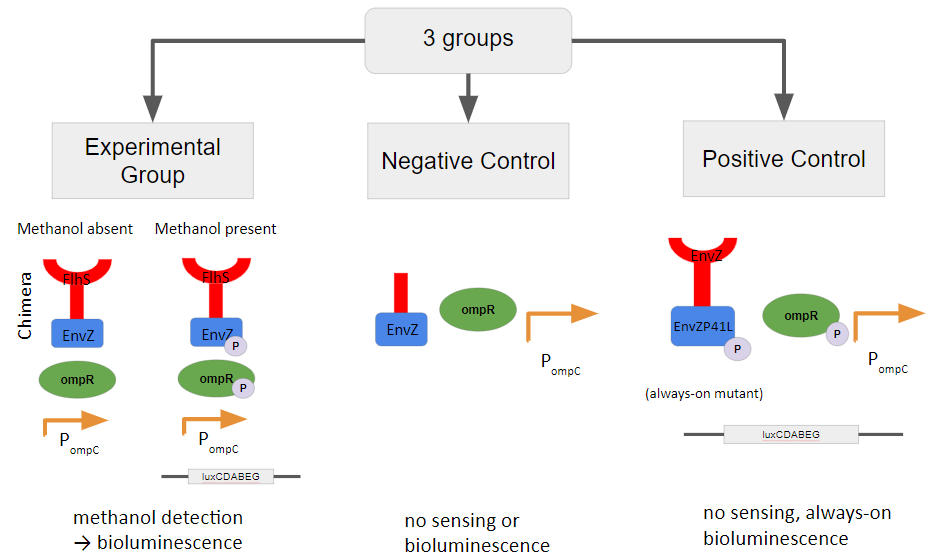 3 groups
Experimental
Group
Negative Control
Positive Control
Methanol absent
Methanol present
Chimera
FlhS
EnvZ
ompR
PompC
FlhS
EnvZ
P
ompR
P
PompC
luxCDABEG
methanol detection
→ bioluminescence
EnvZ
ompR
PompC
no sensing or
bioluminescence
EnvZ
EnvZP41L
P
ompR
P
PompC
(always-on mutant)
luxCDABEG
no sensing, always-on
bioluminescence